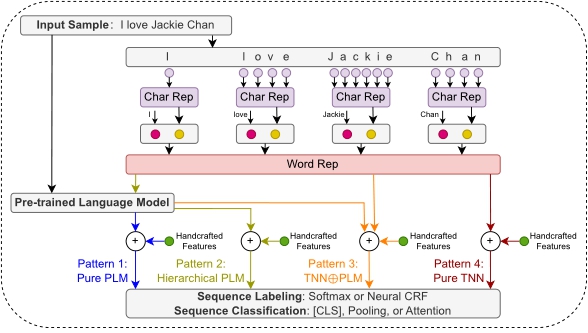 Input Sample: I love Jackie Chan
I l o v e J a c k i e C h a n
Char Rep Char Rep Char Rep Char Rep
I love Jackie Chan
Word Rep
Pre-trained Language Model
+ Handcrafted Features + Handcrafted Features + Handcrafted Features + Handcrafted Features
Pattern 1: Pure PLM
Pattern 2: Hierarchical PLM
Pattern 3: TNN⊕PLM
Pattern 4: Pure TNN
Sequence Labeling: Softmax or Neural CRF
Sequence Classification: [CLS], Pooling, or Attention